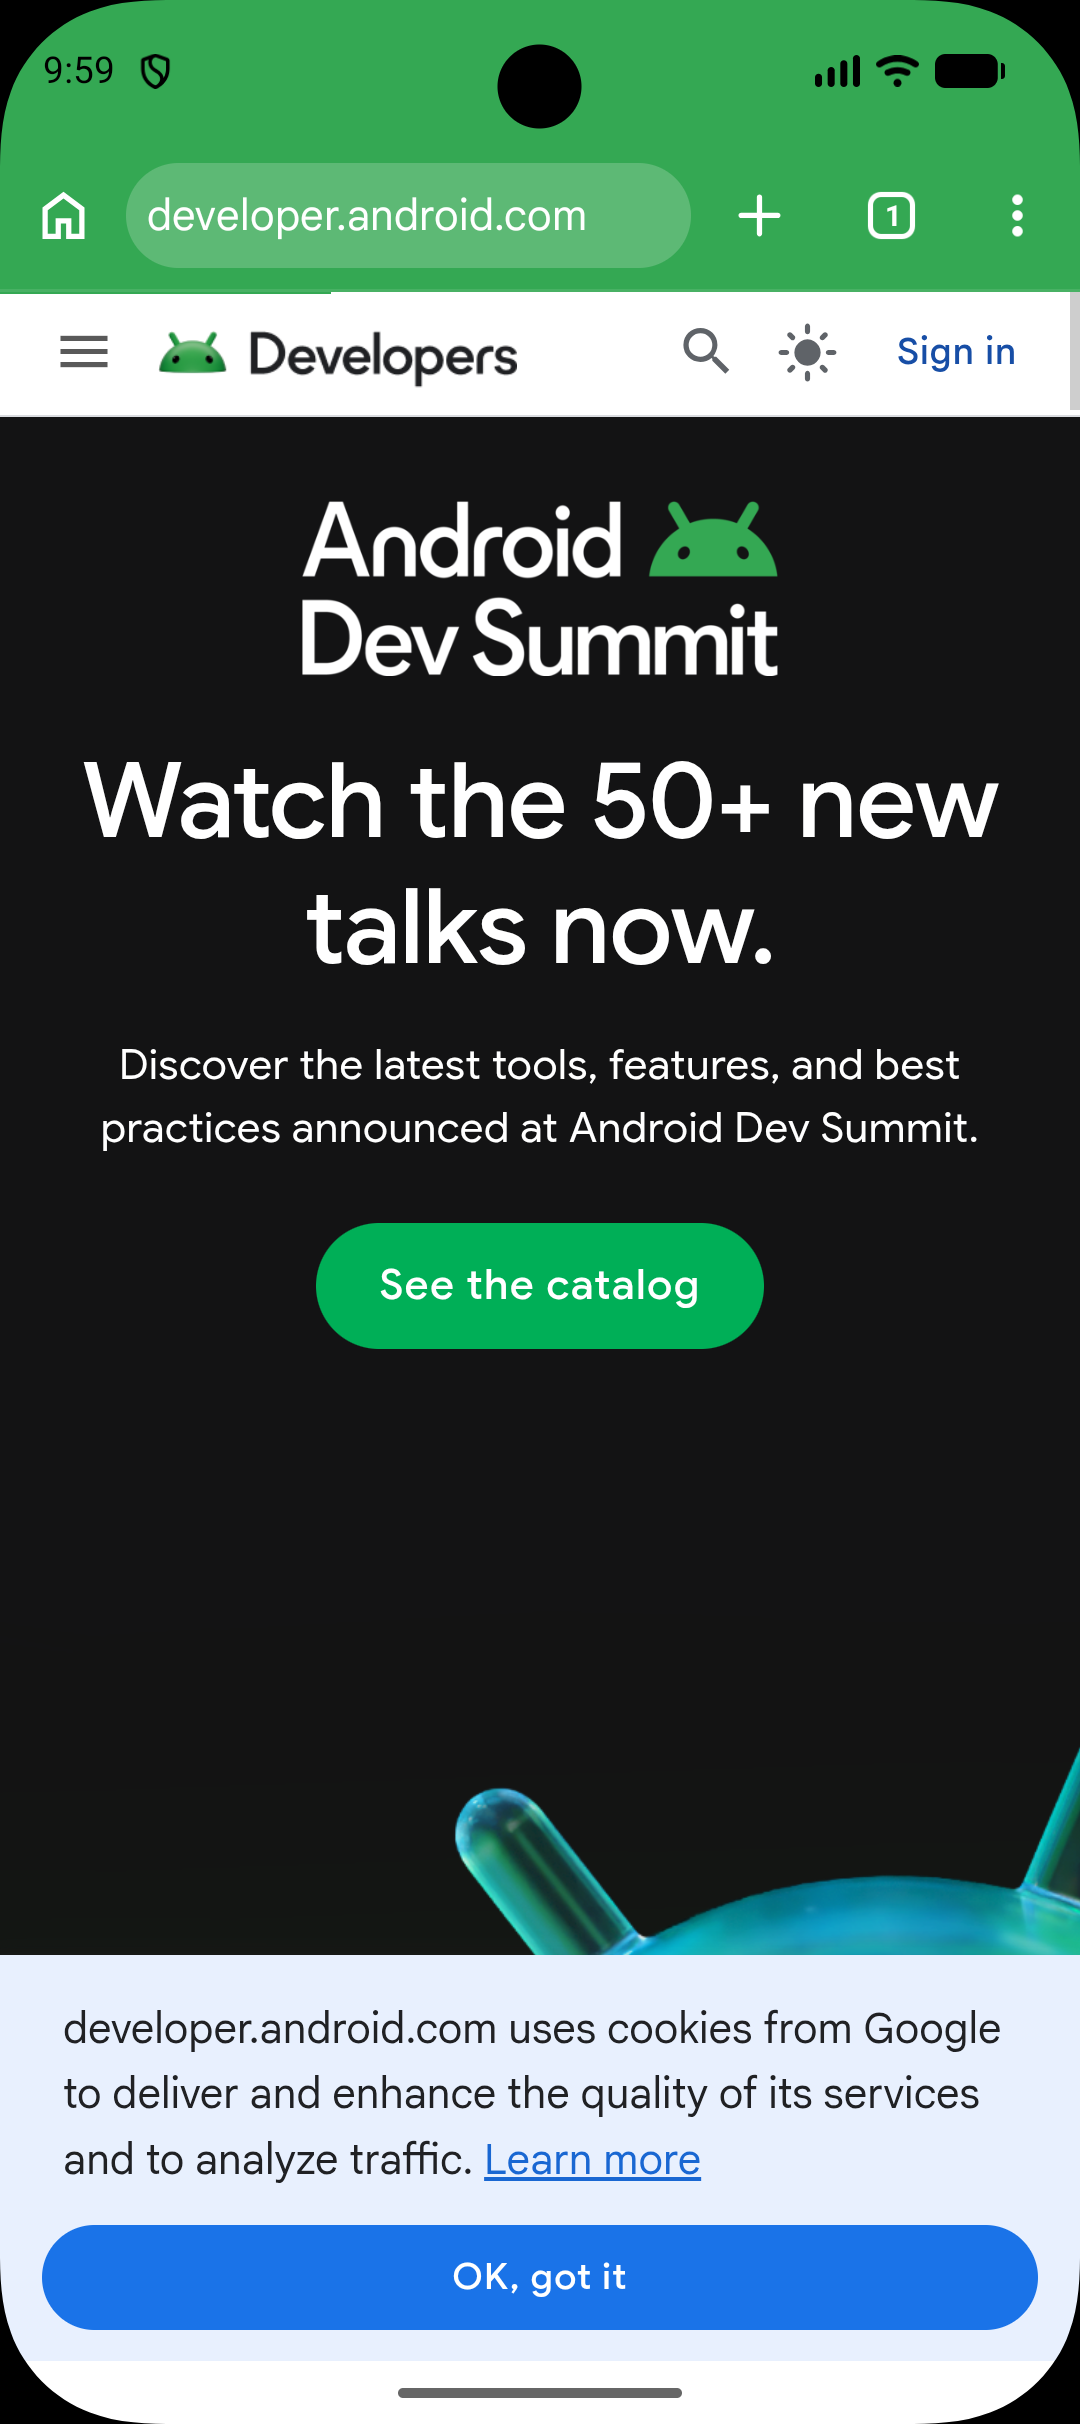 9:59
developer.android.com
1
Developers
Sign in
Android
Dev Summit
Watch the 50+ new
talks now.
Discover the latest tools, features, and best
practices announced at Android Dev Summit.
See the catalog
developer.android.com uses cookies from Google
to deliver and enhance the quality of its services
and to analyze traffic. Learn more
OK, got it